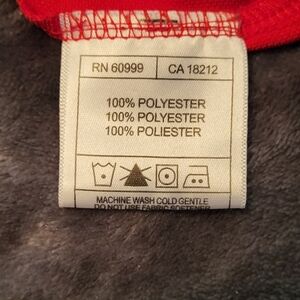 RN 60999 CA 18212
100% POLYESTER
100% POLYESTER
100% POLIESTER
MACHINE WASH COLD GENTLE
DO NOT USE FABRIC SOFTENER